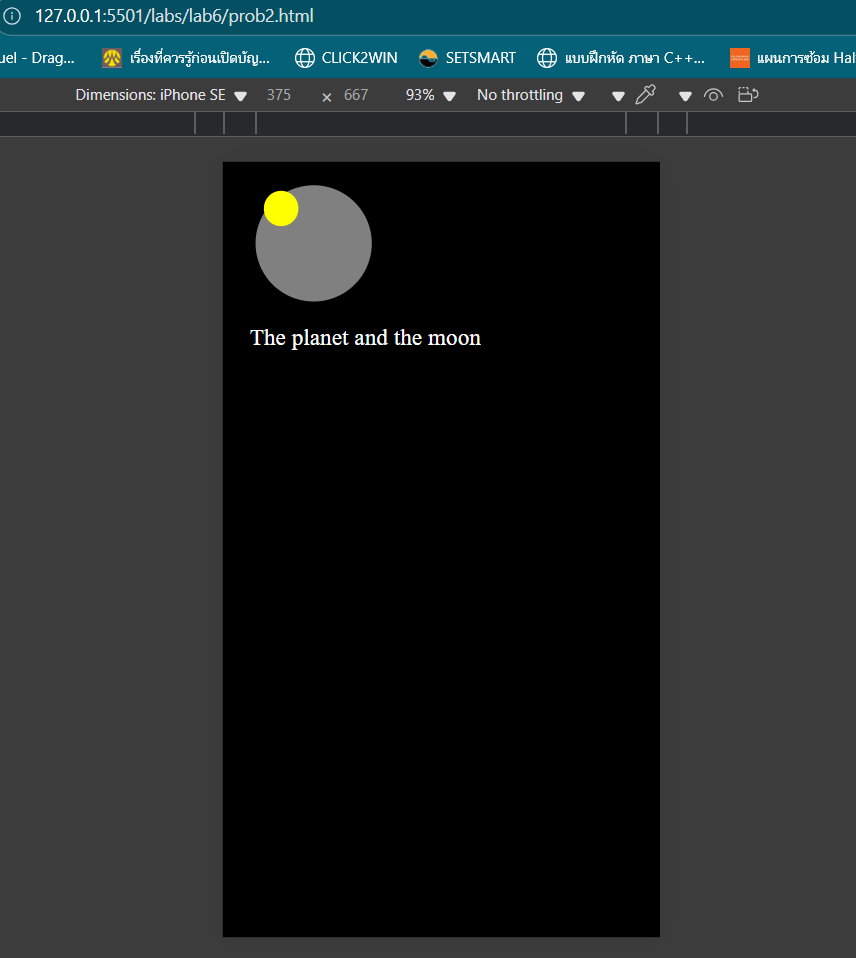 127.0.0.1:5501/labs/lab6/prob2.html
uel - Drag... เรื่องที่ควรรู้ก่อนเปิดบัญ... CLICK2WIN SETSMART แบบฝึกหัด ภาษา C++... แผนการซ้อม Hal
Dimensions: iPhone SE 375 × 667 93% No throttling
The planet and the moon